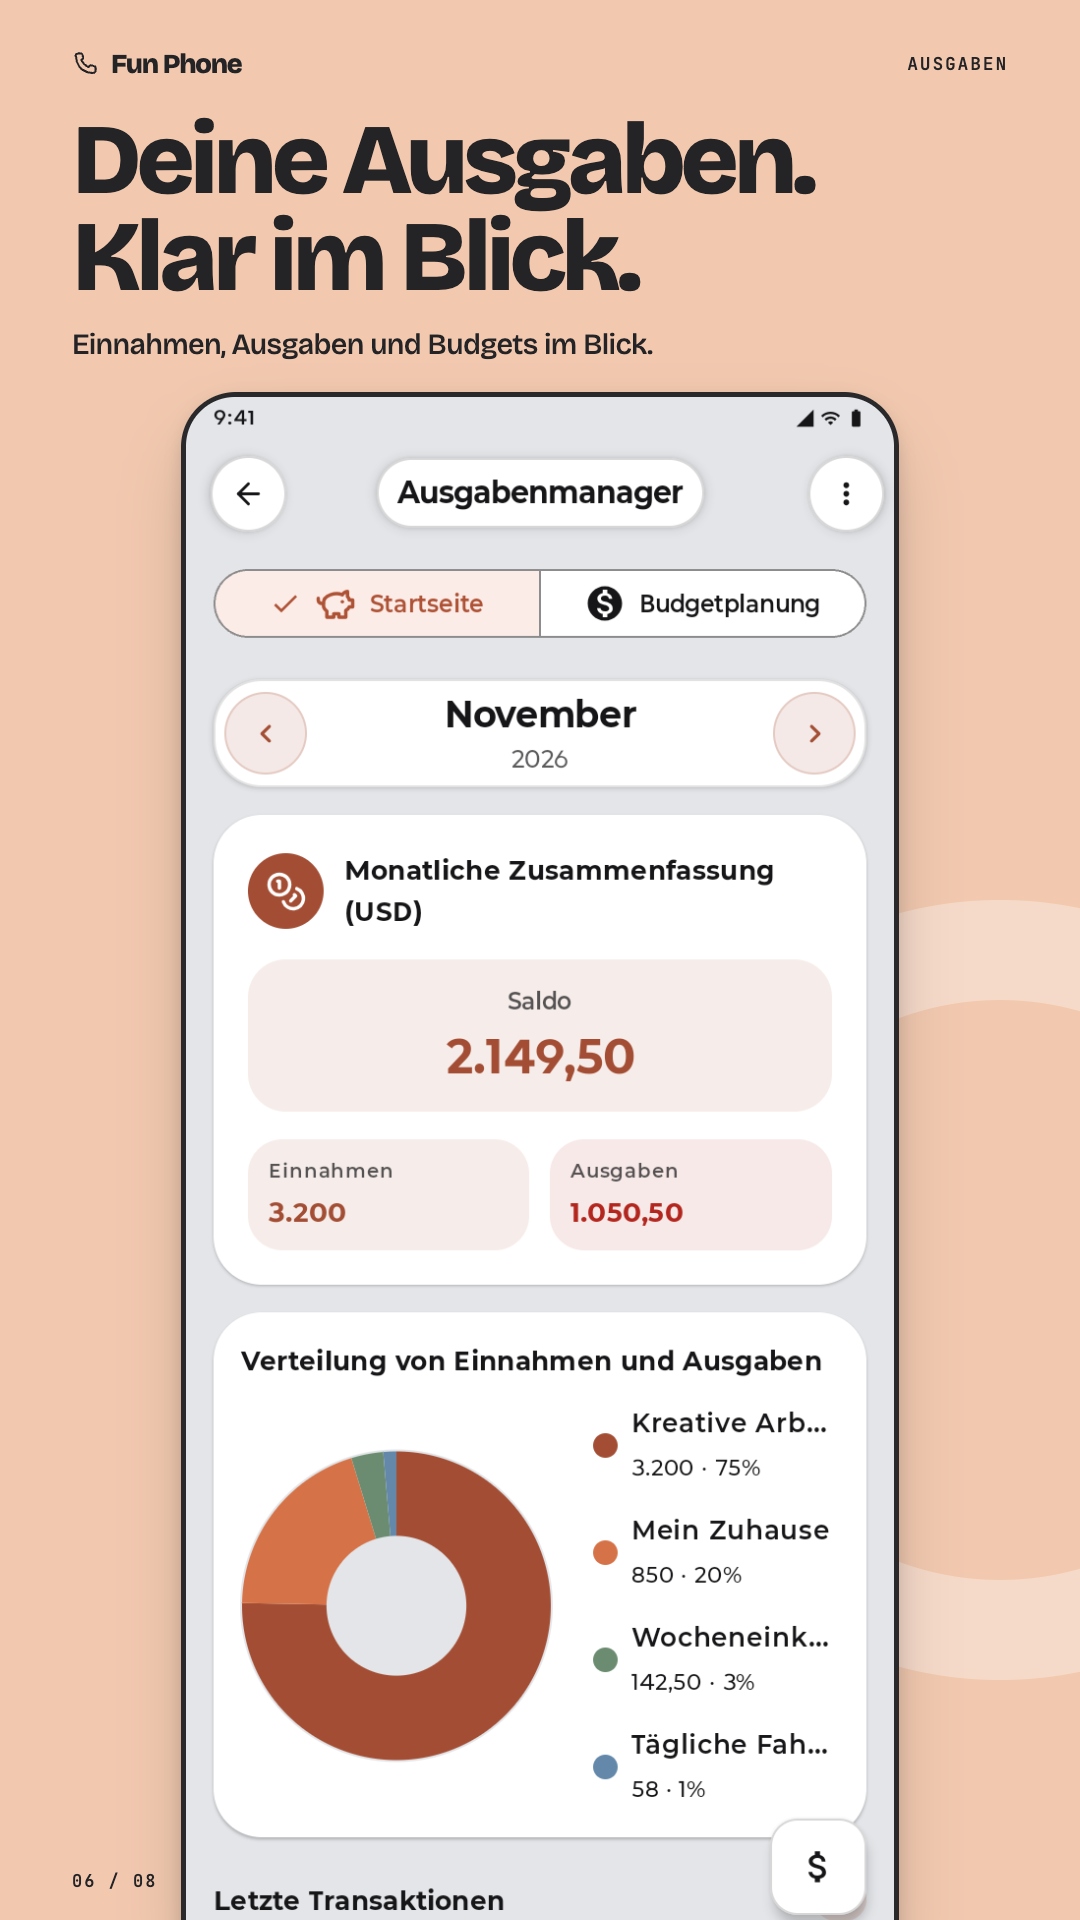 Fun Phone
AUSGABEN
Deine Ausgaben.
Klar im Blick.
Einnahmen, Ausgaben und Budgets im Blick.
9:41
Ausgabenmanager
Startseite
Budgetplanung
November
2026
Monatliche Zusammenfassung
(USD)
Saldo
2.149,50
Einnahmen
3.200
Ausgaben
1.050,50
Verteilung von Einnahmen und Ausgaben
Kreative Arb...
3.200 · 75%
Mein Zuhause
850 · 20%
Wocheneink...
142,50 · 3%
Tägliche Fah...
58 · 1%
$
06 / 08
Letzte Transaktionen